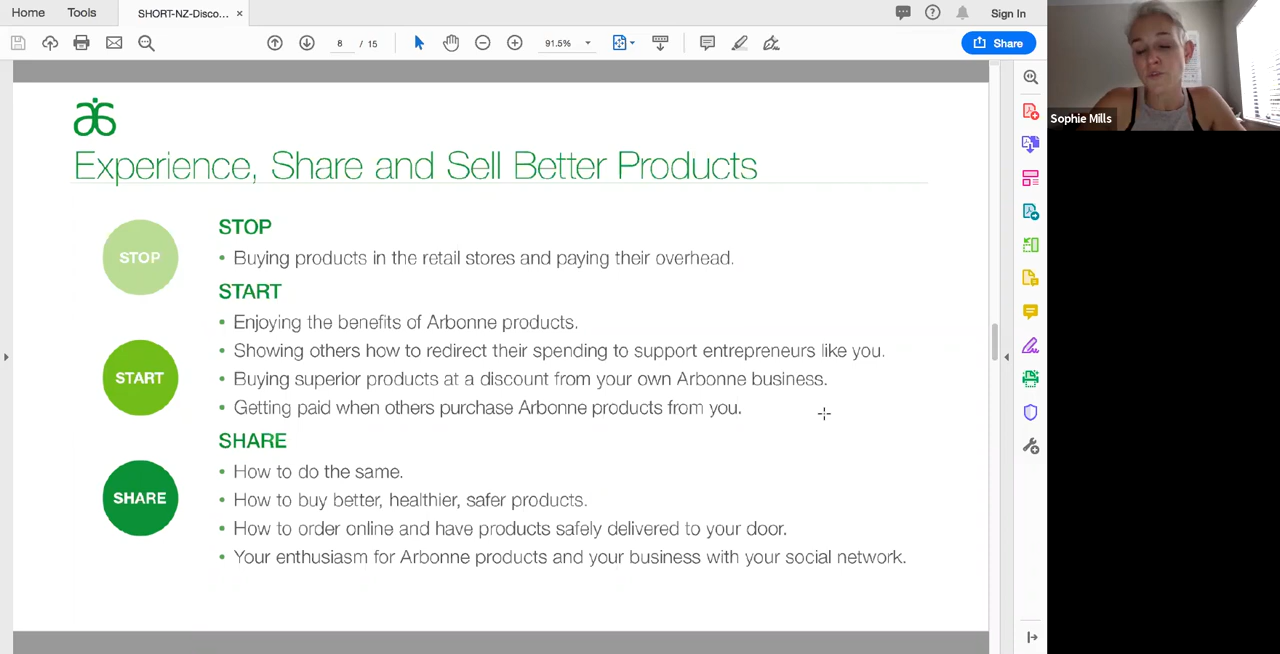 Home Tools SHORT-NZ-Disco... ×
Sign In
8 / 15
91.5%
Share
Experience, Share and Sell Better Products
STOP
STOP
• Buying products in the retail stores and paying their overhead.
START
START
• Enjoying the benefits of Arbonne products.
• Showing others how to redirect their spending to support entrepreneurs like you.
• Buying superior products at a discount from your own Arbonne business.
• Getting paid when others purchase Arbonne products from you.
SHARE
SHARE
• How to do the same.
• How to buy better, healthier, safer products.
• How to order online and have products safely delivered to your door.
• Your enthusiasm for Arbonne products and your business with your social network.
Sophie Mills